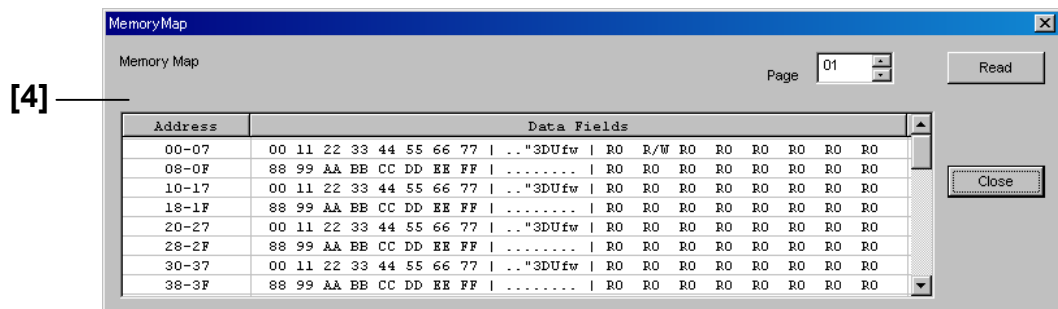 MemoryMap
Memory Map
Page 01 Read
[4]
Address Data Fields
00-07 00 11 22 33 44 55 66 77 | .."3DUfw | RO R/W RO RO RO RO RO RO
08-0F 88 99 AA BB CC DD EE FF | ........ | RO RO RO RO RO RO RO RO
10-17 00 11 22 33 44 55 66 77 | .."3DUfw | RO RO RO RO RO RO RO RO
Close
18-1F 88 99 AA BB CC DD EE FF | ........ | RO RO RO RO RO RO RO RO
20-27 00 11 22 33 44 55 66 77 | .."3DUfw | RO RO RO RO RO RO RO RO
28-2F 88 99 AA BB CC DD EE FF | ........ | RO RO RO RO RO RO RO RO
30-37 00 11 22 33 44 55 66 77 | .."3DUfw | RO RO RO RO RO RO RO RO
38-3F 88 99 AA BB CC DD EE FF | ........ | RO RO RO RO RO RO RO RO